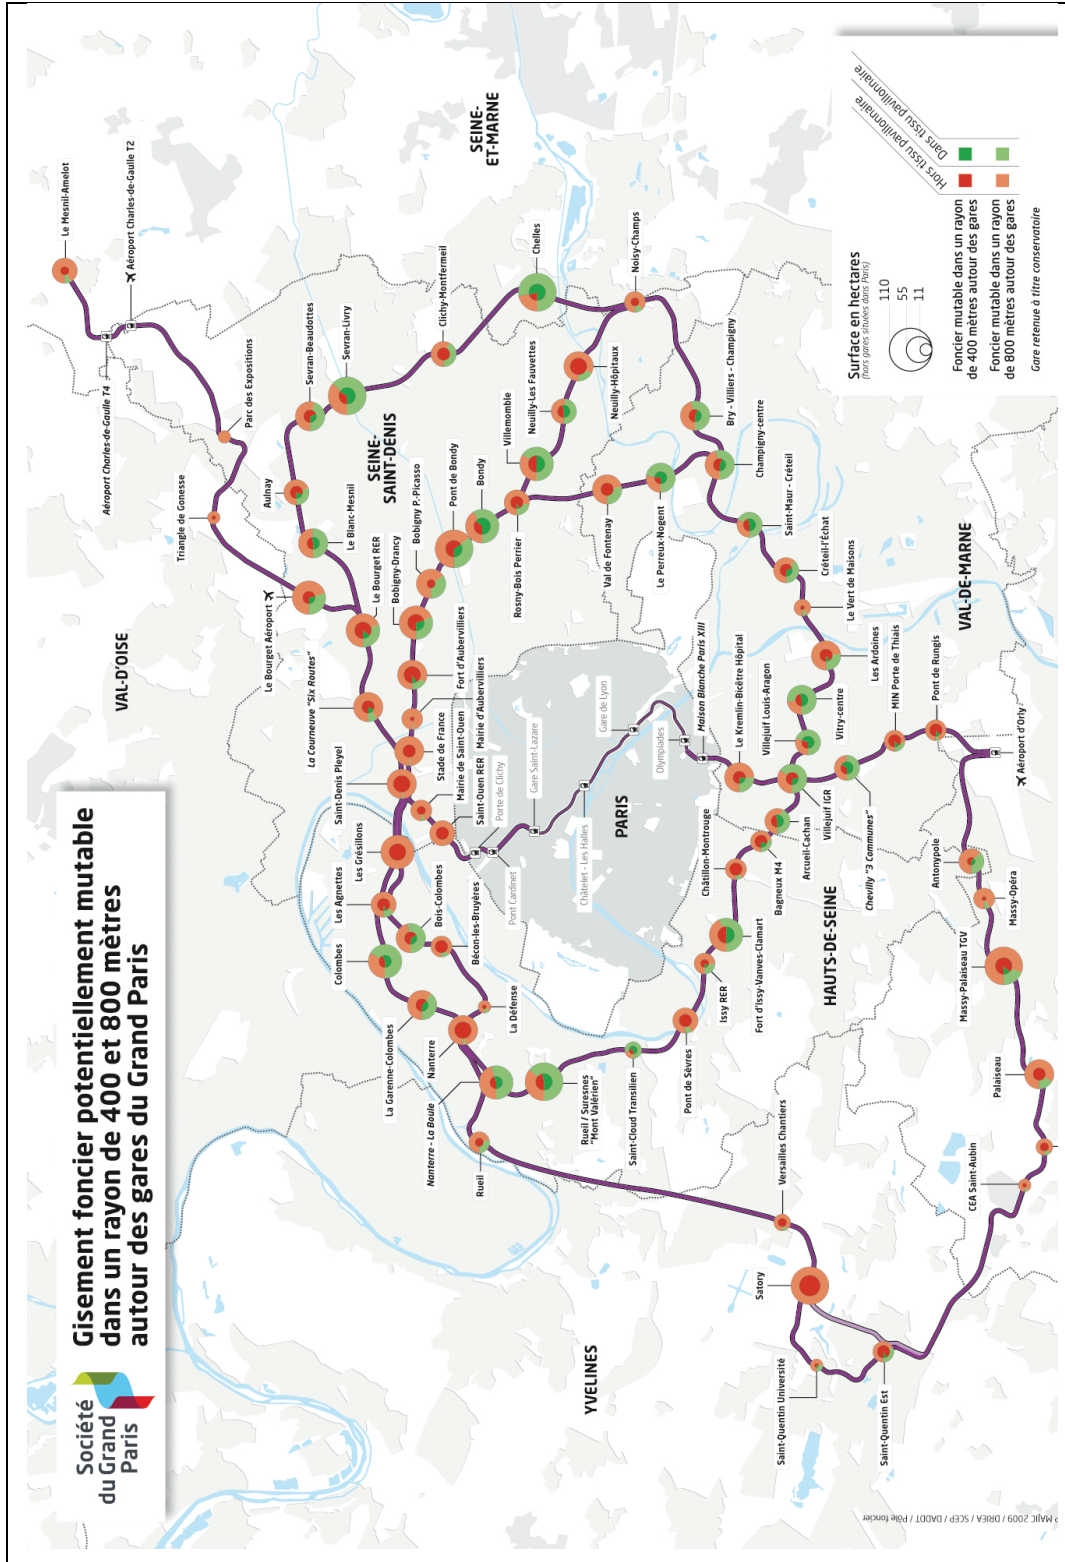 Société
du Grand
Paris
Gisement foncier potentiellement mutable
dans un rayon de 400 et 800 mètres
autour des gares du Grand Paris
VAL-D'OISE
SEINE-
ET-MARNE
SEINE-
SAINT-DENIS
PARIS
HAUTS-DE-SEINE
VAL-DE-MARNE
YVELINES
Le Mesnil-Amelot
Aéroport Charles-de-Gaulle T2
Aéroport Charles-de-Gaulle T4
Parc des Expositions
Triangle de Gonesse
Le Bourget Aéroport
Sevran-Beaudottes
Sevran-Livry
Clichy-Montfermeil
Chelles
Noisy-Champs
Aulnay
Le Blanc-Mesnil
Le Bourget RER
La Courneuve "Six Routes"
Bobigny-Drancy
Bobigny P.-Picasso
Pont de Bondy
Bondy
Villemomble
Neuilly-Les Fauvettes
Neuilly-Hôpitaux
Rosny-Bois Perrier
Val de Fontenay
Le Perreux-Nogent
Bry - Villiers - Champigny
Champigny-centre
Saint-Maur - Créteil
Créteil-l'Échat
Le Vert de Maisons
Les Ardoines
Vitry-centre
Villejuif Louis-Aragon
Le Kremlin-Bicêtre Hôpital
Maison Blanche Paris XIII
Olympiades
Gare de Lyon
Châtelet - Les Halles
Gare Saint-Lazare
Pont Cardinet
Porte de Clichy
Saint-Ouen RER
Mairie de Saint-Ouen
Stade de France
Mairie d'Aubervilliers
Fort d'Aubervilliers
Saint-Denis Pleyel
Les Grésillons
Les Agnettes
Bois-Colombes
Bécon-les-Bruyères
Colombes
La Garenne-Colombes
La Défense
Nanterre
Nanterre - La Boule
Rueil
Rueil / Suresnes
"Mont Valérien"
Saint-Cloud Transilien
Pont de Sèvres
Issy RER
Fort d'Issy-Vanves-Clamart
Châtillon-Montrouge
Bagneux M4
Arcueil-Cachan
Villejuif IGR
Chevilly "3 Communes"
MIN Porte de Thiais
Pont de Rungis
Aéroport d'Orly
Antonypole
Massy-Opéra
Massy-Palaiseau TGV
Palaiseau
CEA Saint-Aubin
Versailles Chantiers
Satory
Saint-Quentin Université
Saint-Quentin Est
Surface en hectares
(hors gares situées dans Paris)
110
55
11
Hors tissu pavillonnaire
Dans tissu pavillonnaire
Foncier mutable dans un rayon
de 400 mètres autour des gares
Foncier mutable dans un rayon
de 800 mètres autour des gares
Gare retenue à titre conservatoire
MAJIC 2009 / DRIEA / SCEP / DADDT / Pôle foncier